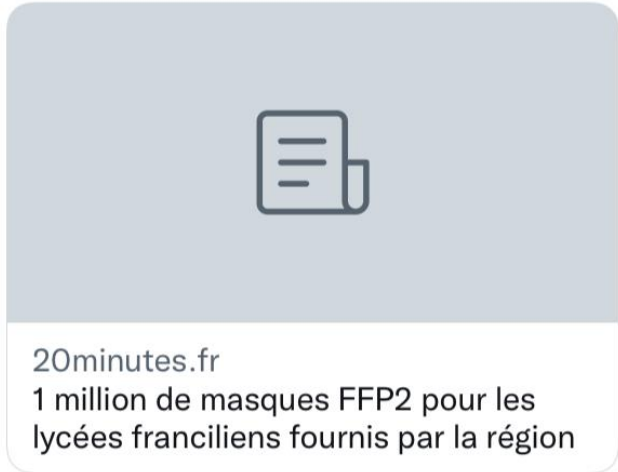 20minutes.fr
1 million de masques FFP2 pour les
lycées franciliens fournis par la région